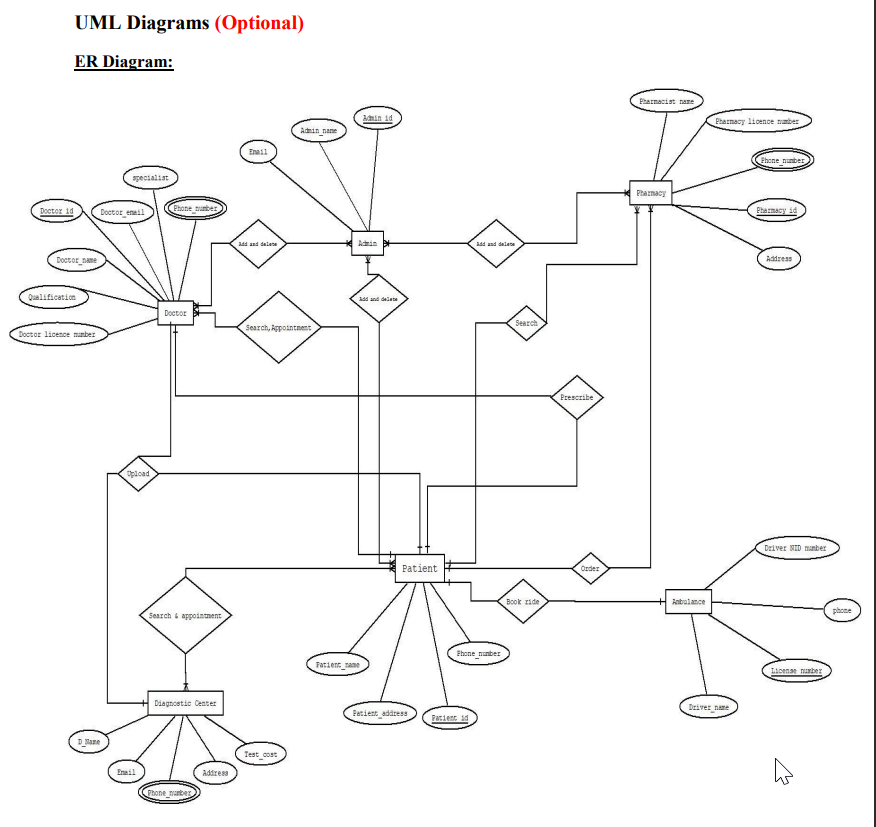 UML Diagrams (Optional)
ER Diagram:
Pharmacist name
Admin id
Pharmacy licence number
Admin_name
Email
Phone_number
specialist
Pharmacy
Doctor id
Doctor_email
Phone_number
Pharmacy id
Add and delete
Admin
Add and delete
Doctor_name
Address
Qualification
Add and delete
Doctor
Search,Appointment
Search
Doctor licence number
Prescribe
Upload
Driver NID number
Patient
Order
Book ride
Ambulance
phone
Search & appointment
Patient_name
Phone_number
License number
Diagnostic Center
Patient_address
Patient id
Driver_name
D_Name
Test_cost
Email
Address
Phone_number